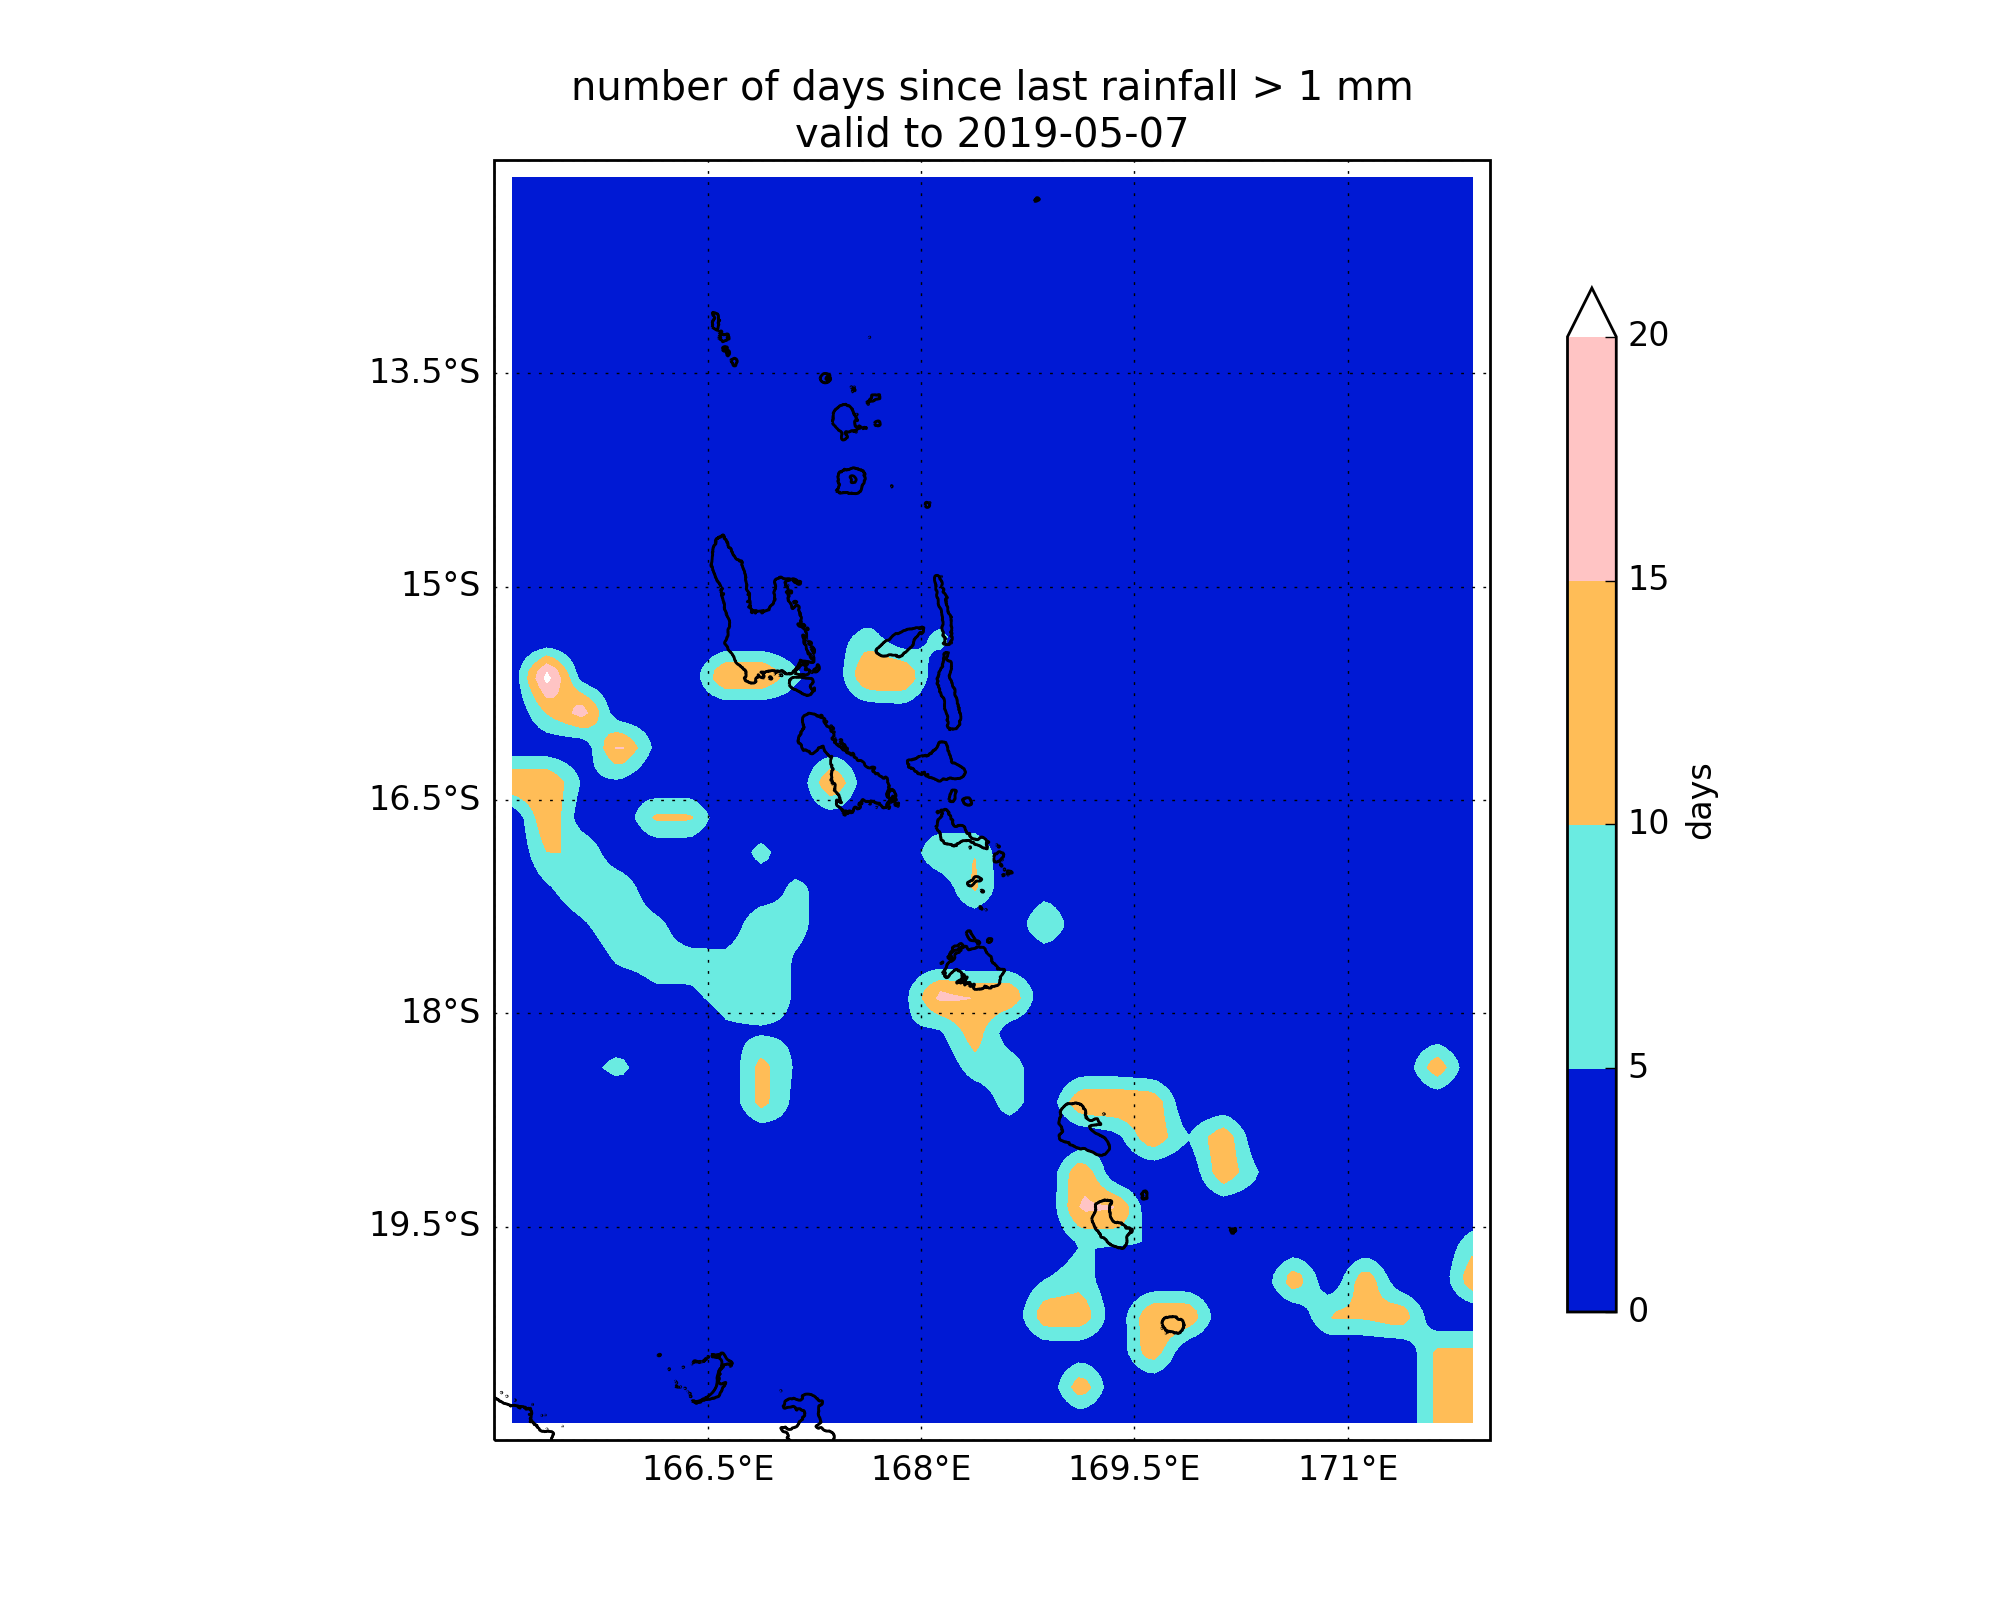 number of days since last rainfall > 1 mm
valid to 2019-05-07
13.5°S
15°S
16.5°S
18°S
19.5°S
166.5°E
168°E
169.5°E
171°E
20
15
10
5
0
days